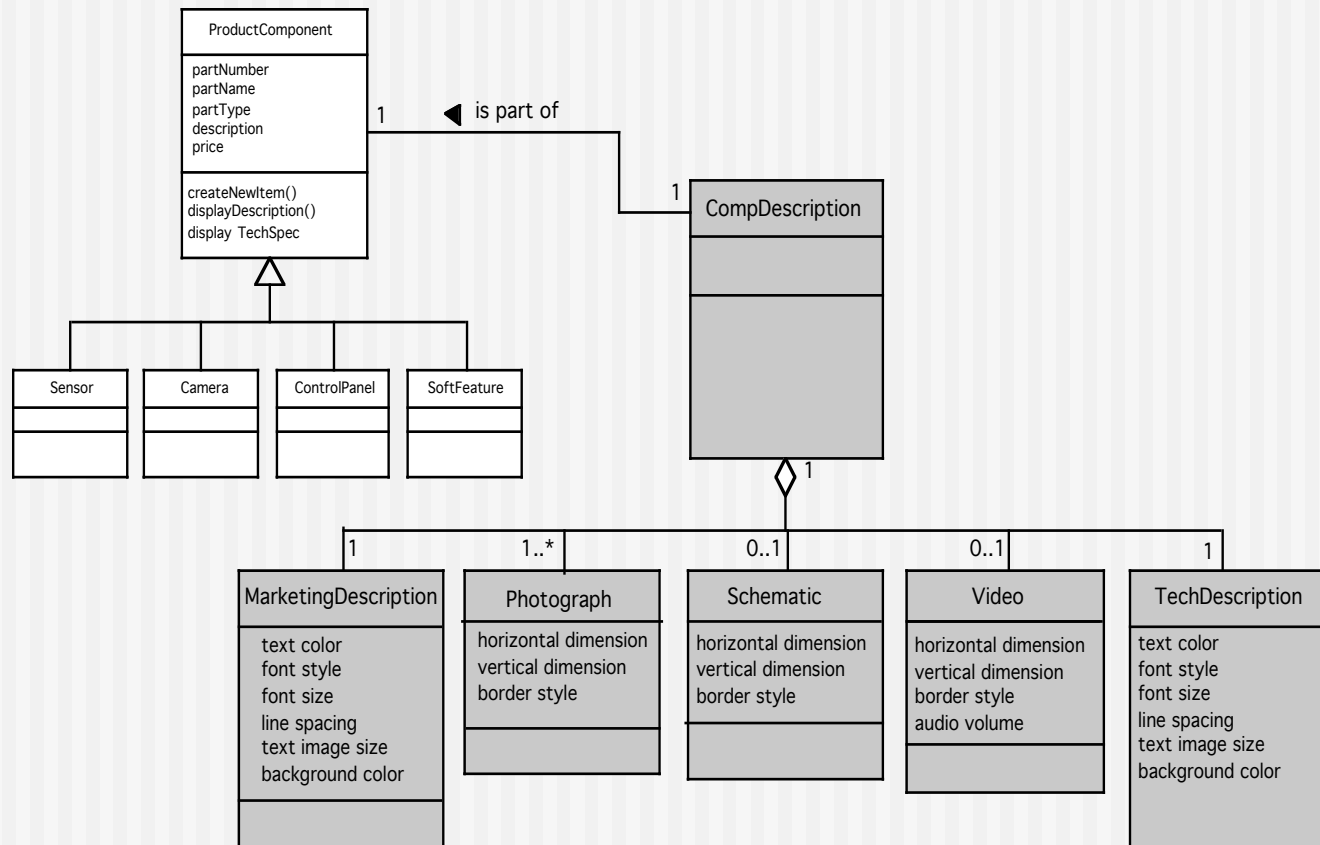 ProductComponent
partNumber
partName
partType
description
price
createNewItem()
displayDescription()
display TechSpec
1
is part of
1
CompDescription
Sensor
Camera
ControlPanel
SoftFeature
1
1
1..*
0..1
0..1
1
MarketingDescription
text color
font style
font size
line spacing
text image size
background color
Photograph
horizontal dimension
vertical dimension
border style
Schematic
horizontal dimension
vertical dimension
border style
Video
horizontal dimension
vertical dimension
border style
audio volume
TechDescription
text color
font style
font size
line spacing
text image size
background color